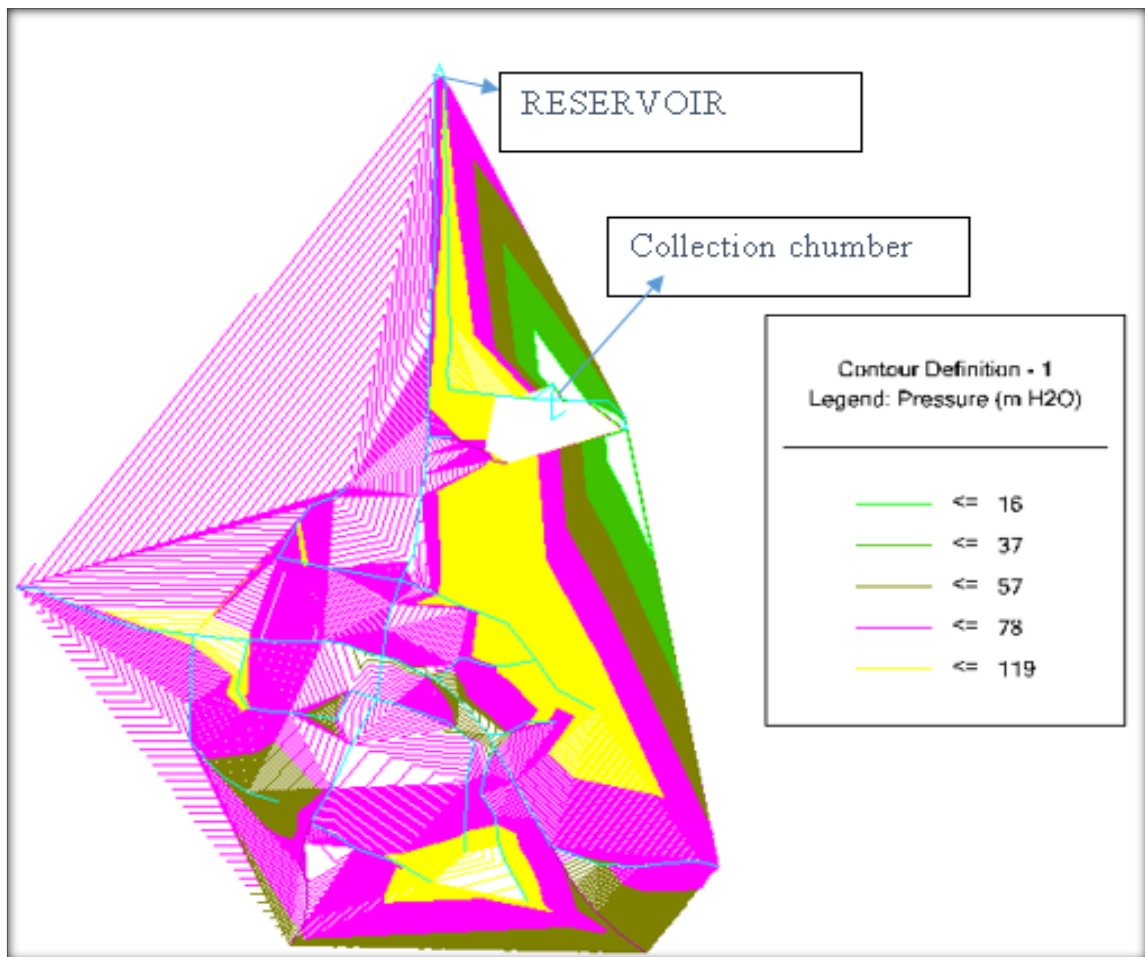 RESERVOIR
Collection chumber
Contour Definition - 1
Legend: Pressure (m H2O)
<= 16
<= 37
<= 57
<= 78
<= 119